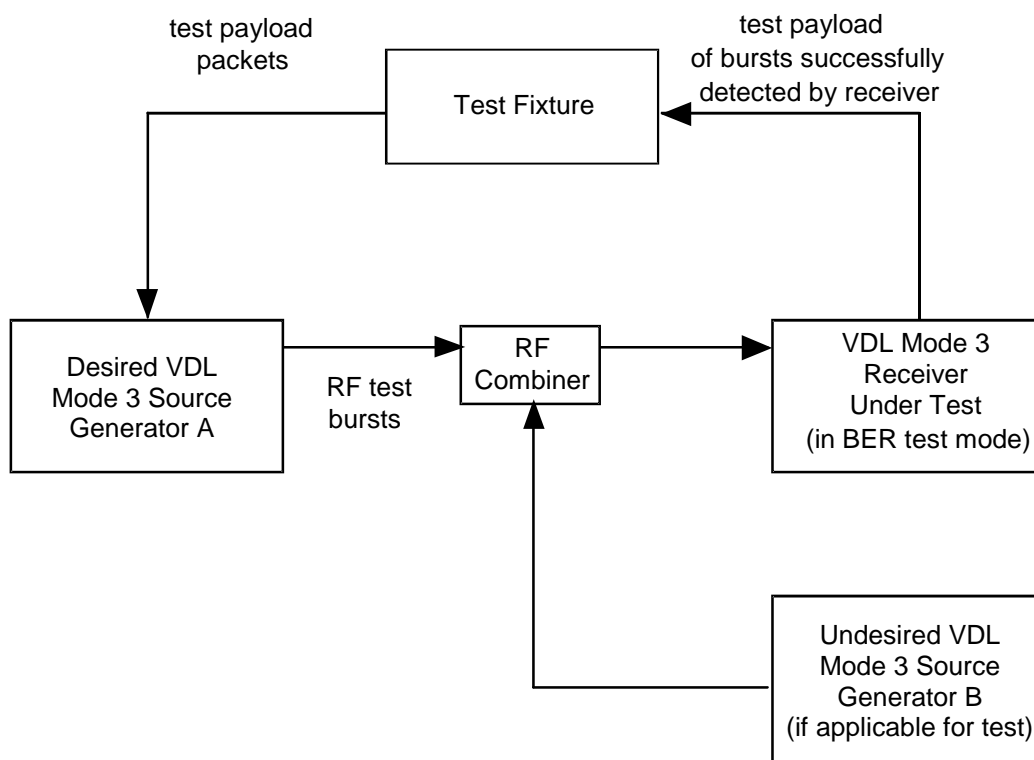 test payload
packets
test payload
of bursts successfully
detected by receiver
Test Fixture
Desired VDL
Mode 3 Source
Generator A
RF test
bursts
RF
Combiner
VDL Mode 3
Receiver
Under Test
(in BER test mode)
Undesired VDL
Mode 3 Source
Generator B
(if applicable for test)